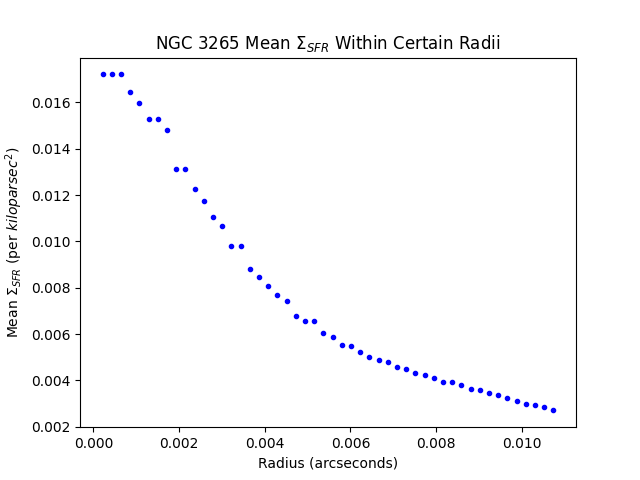 NGC 3265 Mean Σ_SFR Within Certain Radii
Mean Σ_SFR (per kiloparsec²)
0.016
0.014
0.012
0.010
0.008
0.006
0.004
0.002
0.000 0.002 0.004 0.006 0.008 0.010
Radius (arcseconds)